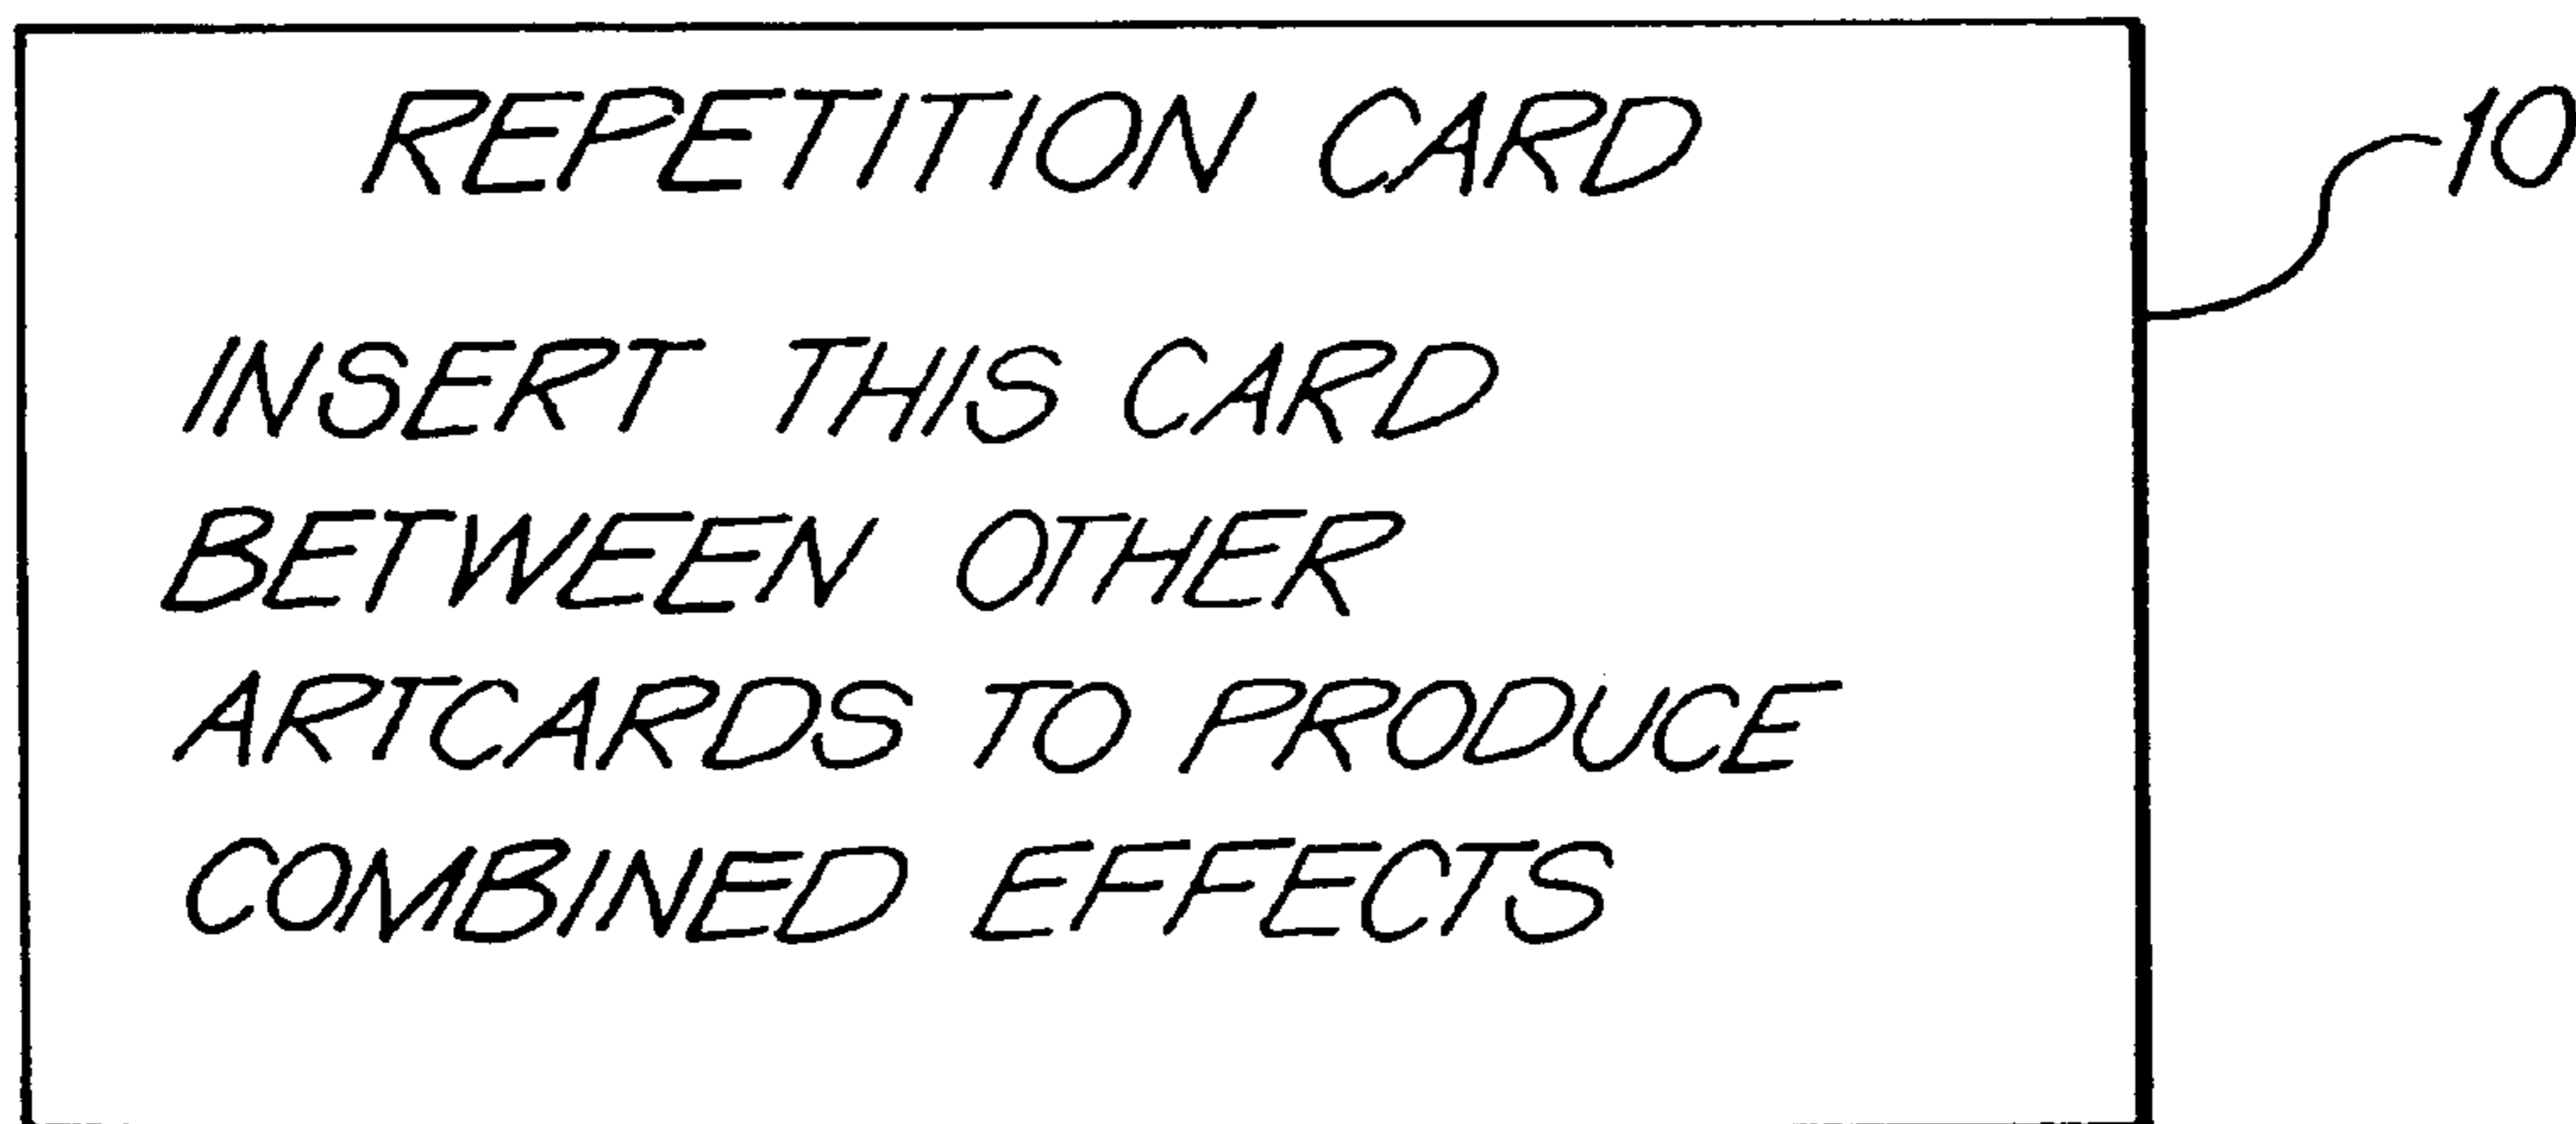 REPETITION CARD
10
INSERT THIS CARD
BETWEEN OTHER
ARTCARDS TO PRODUCE
COMBINED EFFECTS